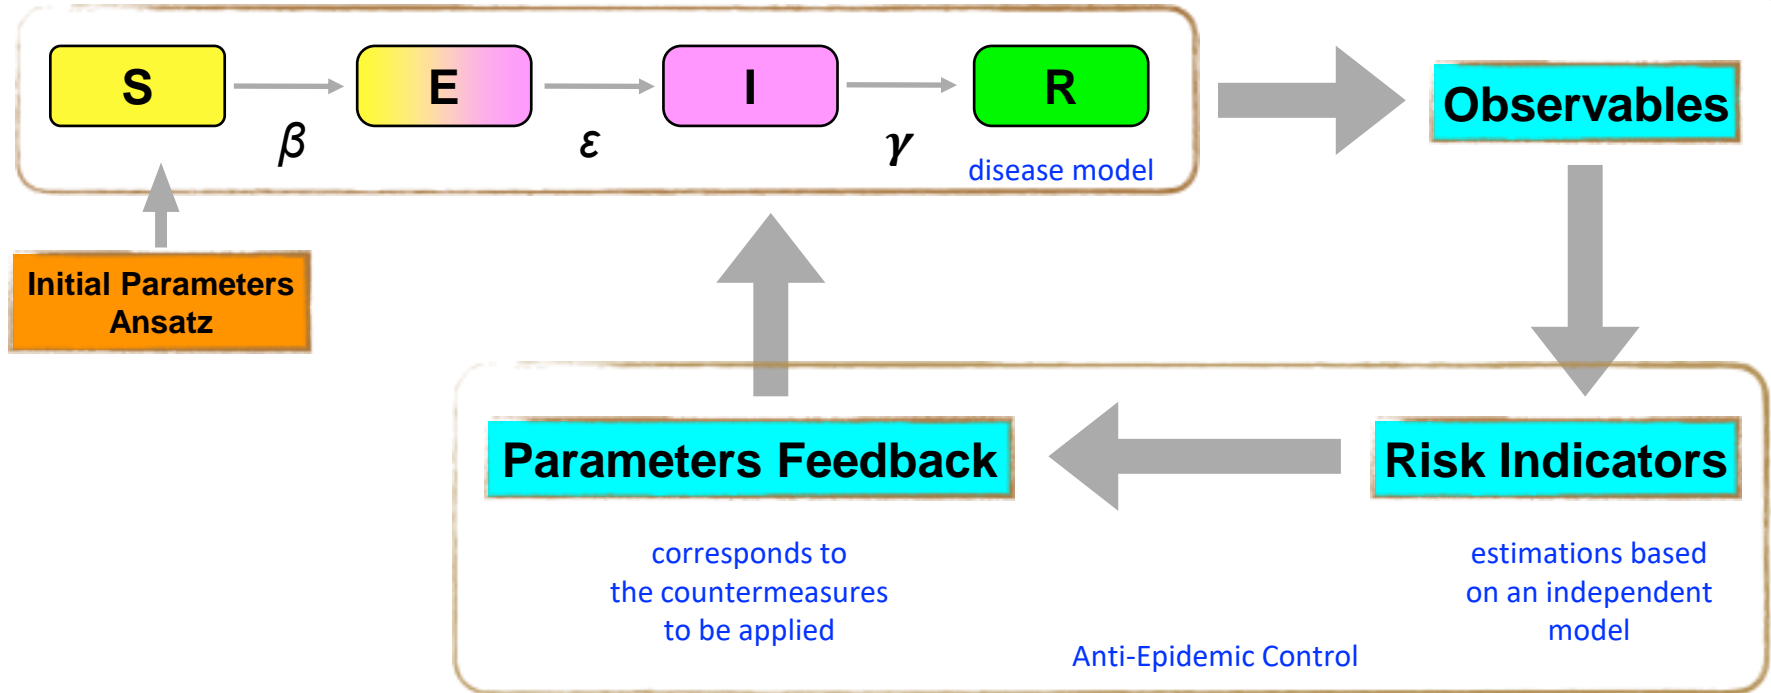 S
E
I
R
β
ε
γ
disease model
Observables
Initial Parameters
Ansatz
Parameters Feedback
Risk Indicators
corresponds to
the countermeasures
to be applied
estimations based
on an independent
model
Anti-Epidemic Control